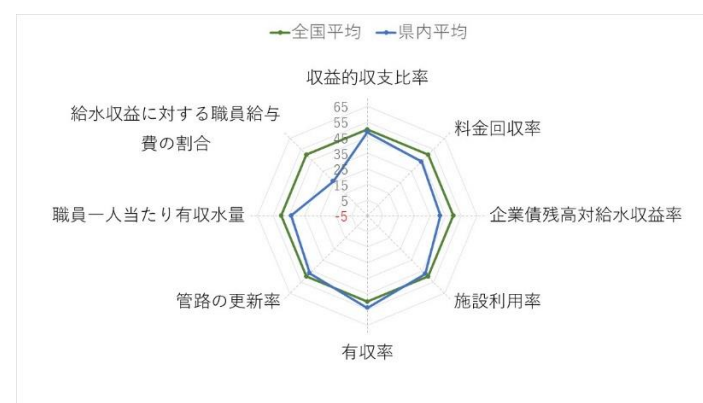 全国平均 県内平均
収益的収支比率
65
55
45
35
25
15
5
-5
料金回収率
企業債残高対給水収益率
施設利用率
有収率
管路の更新率
職員一人当たり有収水量
給水収益に対する職員給与
費の割合